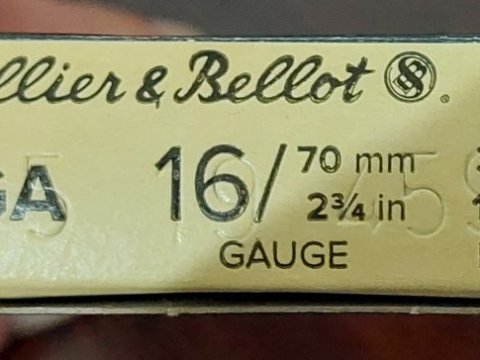 llier & Bellot
GA 16/ 70 mm
2¾ in
GAUGE